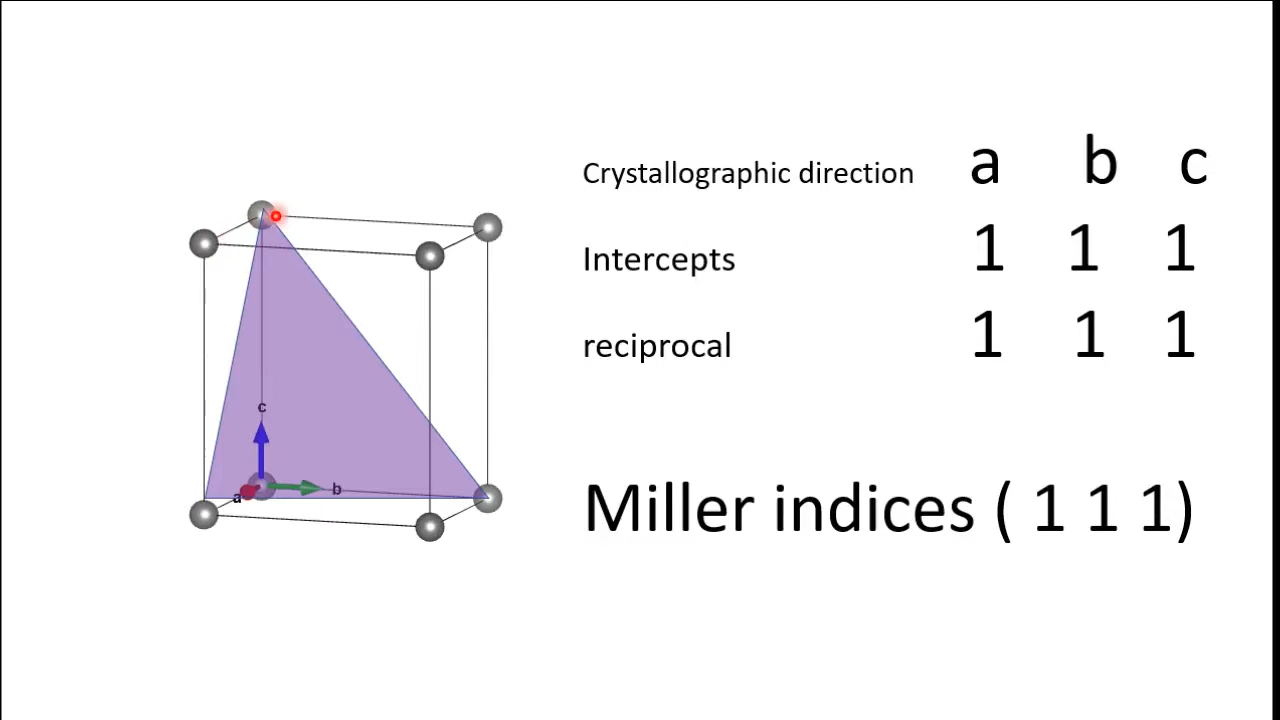 Crystallographic direction a b c
Intercepts 1 1 1
reciprocal 1 1 1
c
a b
Miller indices ( 1 1 1)